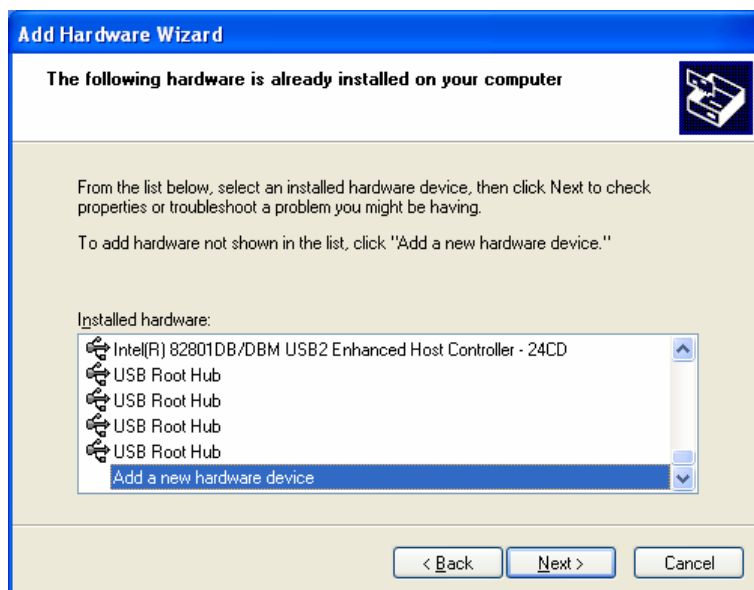 Add Hardware Wizard
The following hardware is already installed on your computer
From the list below, select an installed hardware device, then click Next to check
properties or troubleshoot a problem you might be having.
To add hardware not shown in the list, click "Add a new hardware device."
Installed hardware:
Intel(R) 82801DB/DBM USB2 Enhanced Host Controller - 24CD
USB Root Hub
USB Root Hub
USB Root Hub
USB Root Hub
Add a new hardware device
< Back Next > Cancel